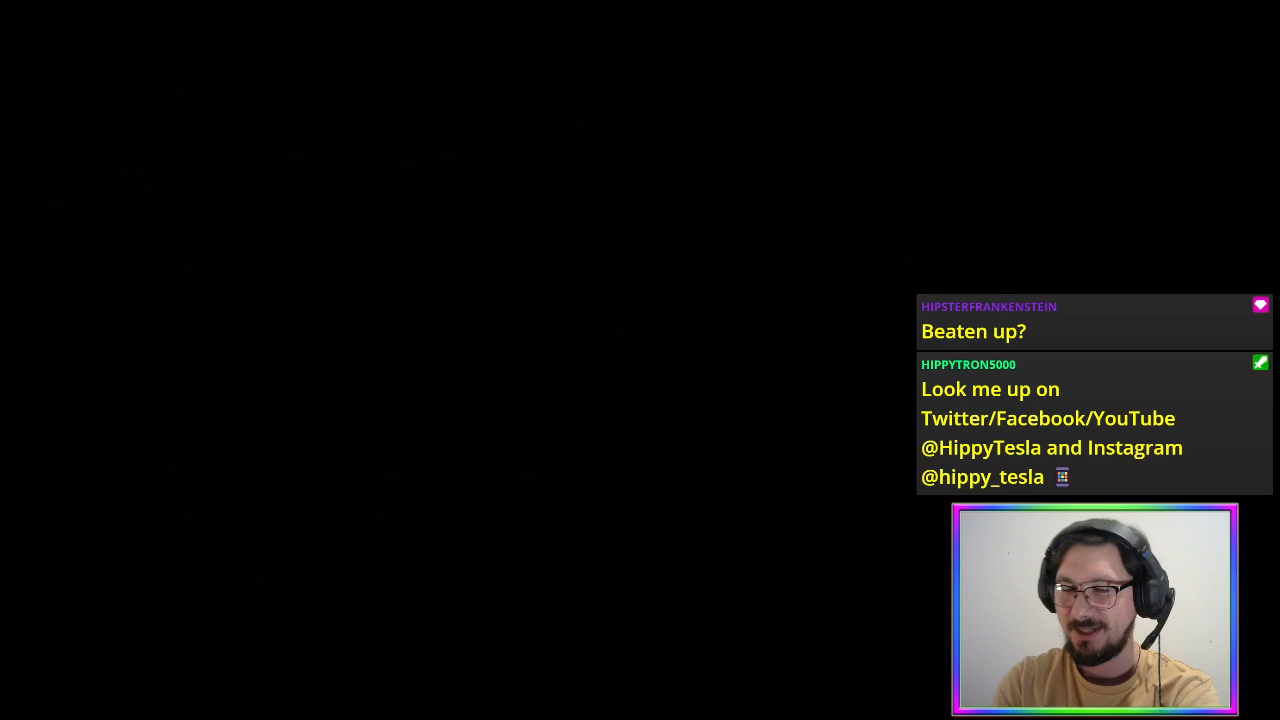 HIPSTERFRANKENSTEIN
Beaten up?
HIPPYTRON5000
Look me up on
Twitter/Facebook/YouTube
@HippyTesla and Instagram
@hippy_tesla